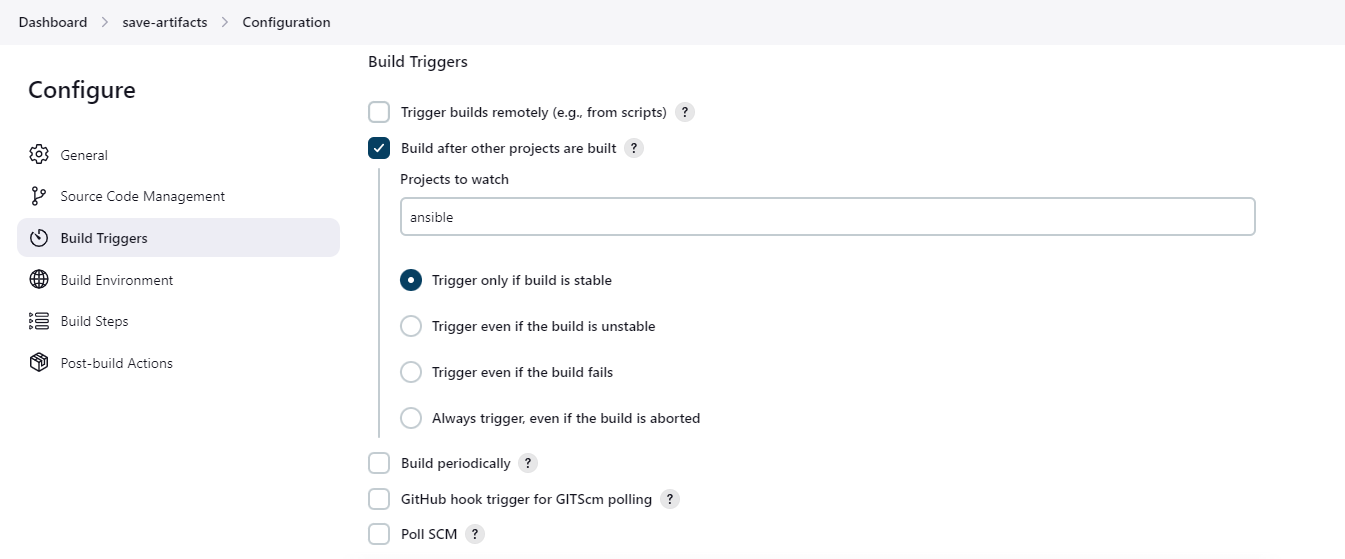 Dashboard > save-artifacts > Configuration
Configure
General
Source Code Management
Build Triggers
Build Environment
Build Steps
Post-build Actions
Build Triggers
Trigger builds remotely (e.g., from scripts) ?
Build after other projects are built ?
Projects to watch
ansible
Trigger only if build is stable
Trigger even if the build is unstable
Trigger even if the build fails
Always trigger, even if the build is aborted
Build periodically ?
GitHub hook trigger for GITScm polling ?
Poll SCM ?